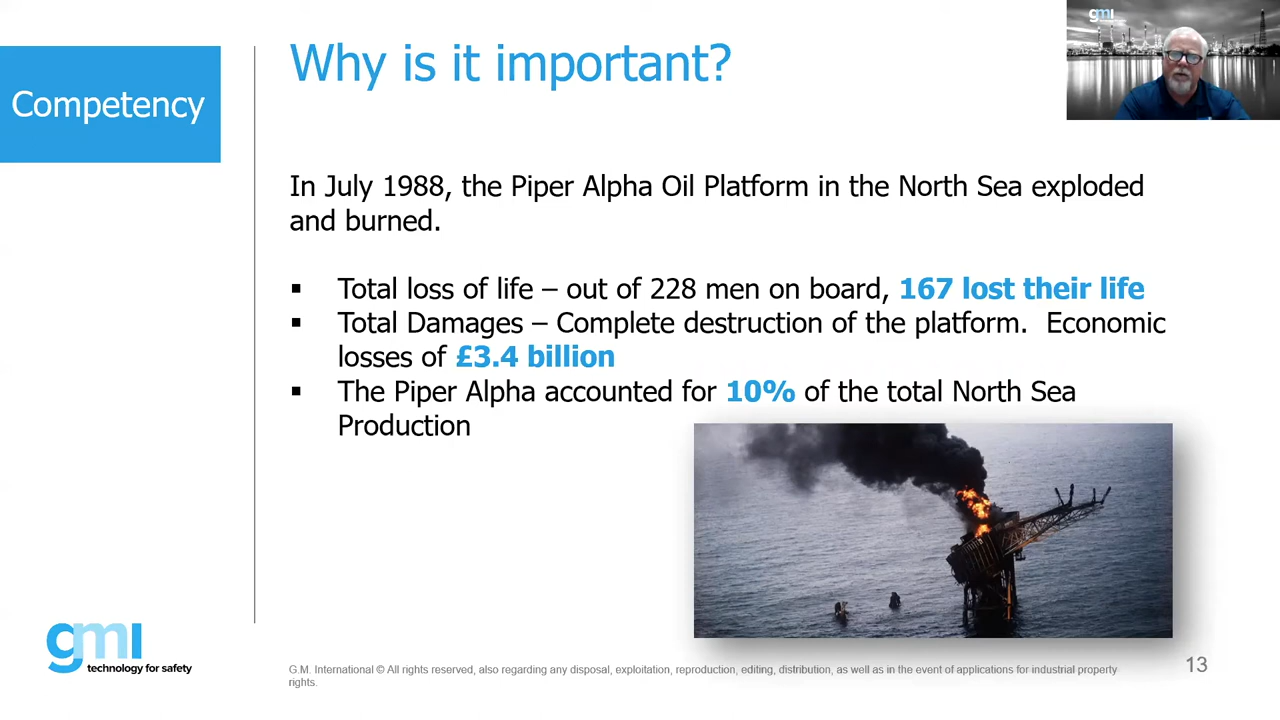 Competency
Why is it important?
gmi
In July 1988, the Piper Alpha Oil Platform in the North Sea exploded
and burned.
▪ Total loss of life – out of 228 men on board, 167 lost their life
▪ Total Damages – Complete destruction of the platform.  Economic
losses of £3.4 billion
▪ The Piper Alpha accounted for 10% of the total North Sea
Production
gmi
technology for safety
G.M. International © All rights reserved, also regarding any disposal, exploitation, reproduction, editing, distribution, as well as in the event of applications for industrial property
rights.
13